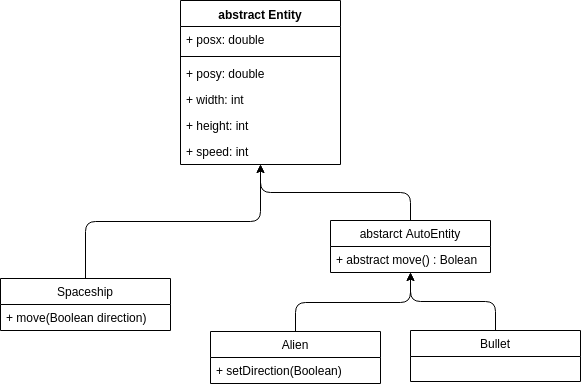 abstract Entity
+ posx: double
+ posy: double
+ width: int
+ height: int
+ speed: int
abstarct AutoEntity
+ abstract move() : Bolean
Spaceship
+ move(Boolean direction)
Alien
+ setDirection(Boolean)
Bullet